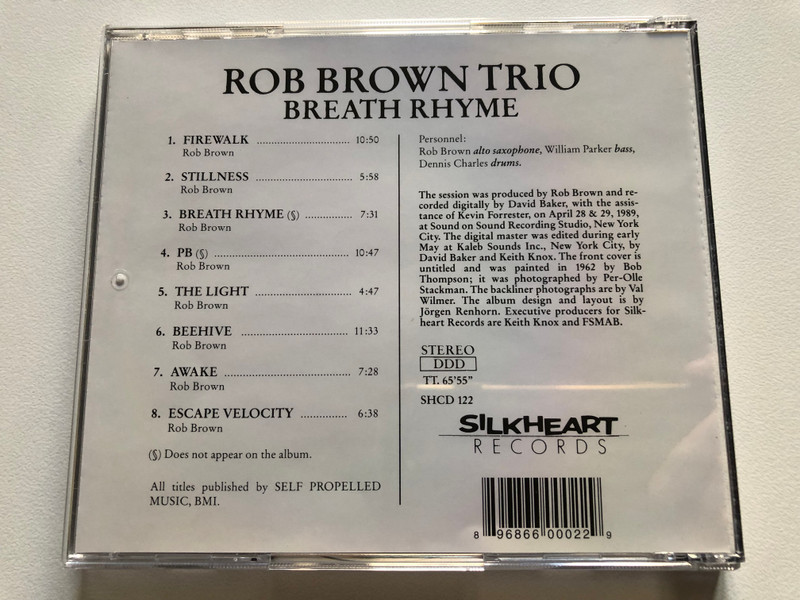 ROB BROWN TRIO
BREATH RHYME
1. FIREWALK .............................. 10:50
Rob Brown
2. STILLNESS .................................. 5:58
Rob Brown
3. BREATH RHYME (§) ............... 7:31
Rob Brown
4. PB (§) ........................................... 10:47
Rob Brown
5. THE LIGHT ............................... 4:47
Rob Brown
6. BEEHIVE ................................... 11:33
Rob Brown
7. AWAKE ........................................ 7:28
Rob Brown
8. ESCAPE VELOCITY .............. 6:38
Rob Brown
(§) Does not appear on the album.
All titles published by SELF PROPELLED
MUSIC, BMI.
Personnel:
Rob Brown alto saxophone, William Parker bass,
Dennis Charles drums.
The session was produced by Rob Brown and re-
corded digitally by David Baker, with the assis-
tance of Kevin Forrester, on April 28 & 29, 1989,
at Sound on Sound Recording Studio, New York
City. The digital master was edited during early
May at Kaleb Sounds Inc., New York City, by
David Baker and Keith Knox. The front cover is
untitled and was painted in 1962 by Bob
Thompson; it was photographed by Per-Olle
Stackman. The backliner photographs are by Val
Wilmer. The album design and layout is by
Jörgen Renhorn. Executive producers for Silk-
heart Records are Keith Knox and FSMAB.
STEREO
DDD
TT. 65'55"
SHCD 122
SILKHEART
RECORDS
8 96866 00022 9